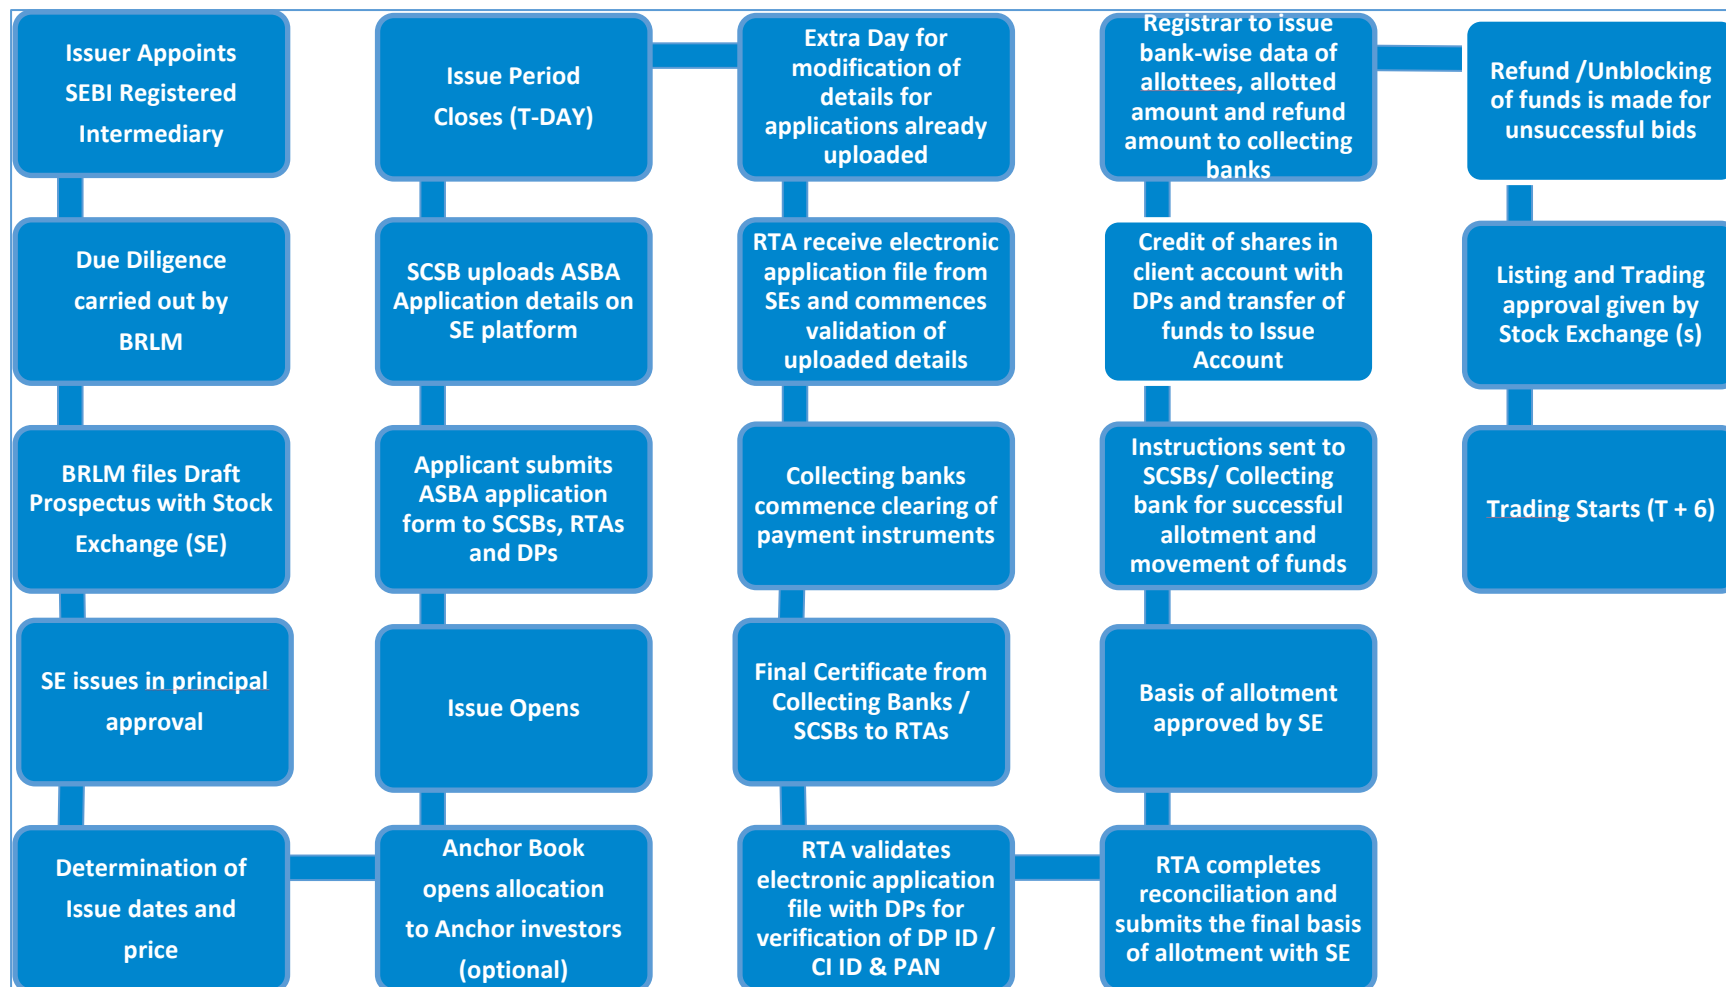 Issuer Appoints
SEBI Registered
Intermediary
Due Diligence
carried out by
BRLM
BRLM files Draft
Prospectus with Stock
Exchange (SE)
SE issues in principal
approval
Determination of
Issue dates and
price
Anchor Book
opens allocation
to Anchor investors
(optional)
Issue Opens
Applicant submits
ASBA application
form to SCSBs, RTAs
and DPs
SCSB uploads ASBA
Application details on
SE platform
Issue Period
Closes (T-DAY)
Extra Day for
modification of
details for
applications already
uploaded
RTA receive electronic
application file from
SEs and commences
validation of
uploaded details
Collecting banks
commence clearing of
payment instruments
Final Certificate from
Collecting Banks /
SCSBs to RTAs
RTA validates
electronic application
file with DPs for
verification of DP ID /
CI ID & PAN
RTA completes
reconciliation and
submits the final basis
of allotment with SE
Basis of allotment
approved by SE
Instructions sent to
SCSBs/ Collecting
bank for successful
allotment and
movement of funds
Credit of shares in
client account with
DPs and transfer of
funds to Issue
Account
Registrar to issue
bank-wise data of
allottees, allotted
amount and refund
amount to collecting
banks
Refund /Unblocking
of funds is made for
unsuccessful bids
Listing and Trading
approval given by
Stock Exchange (s)
Trading Starts (T + 6)